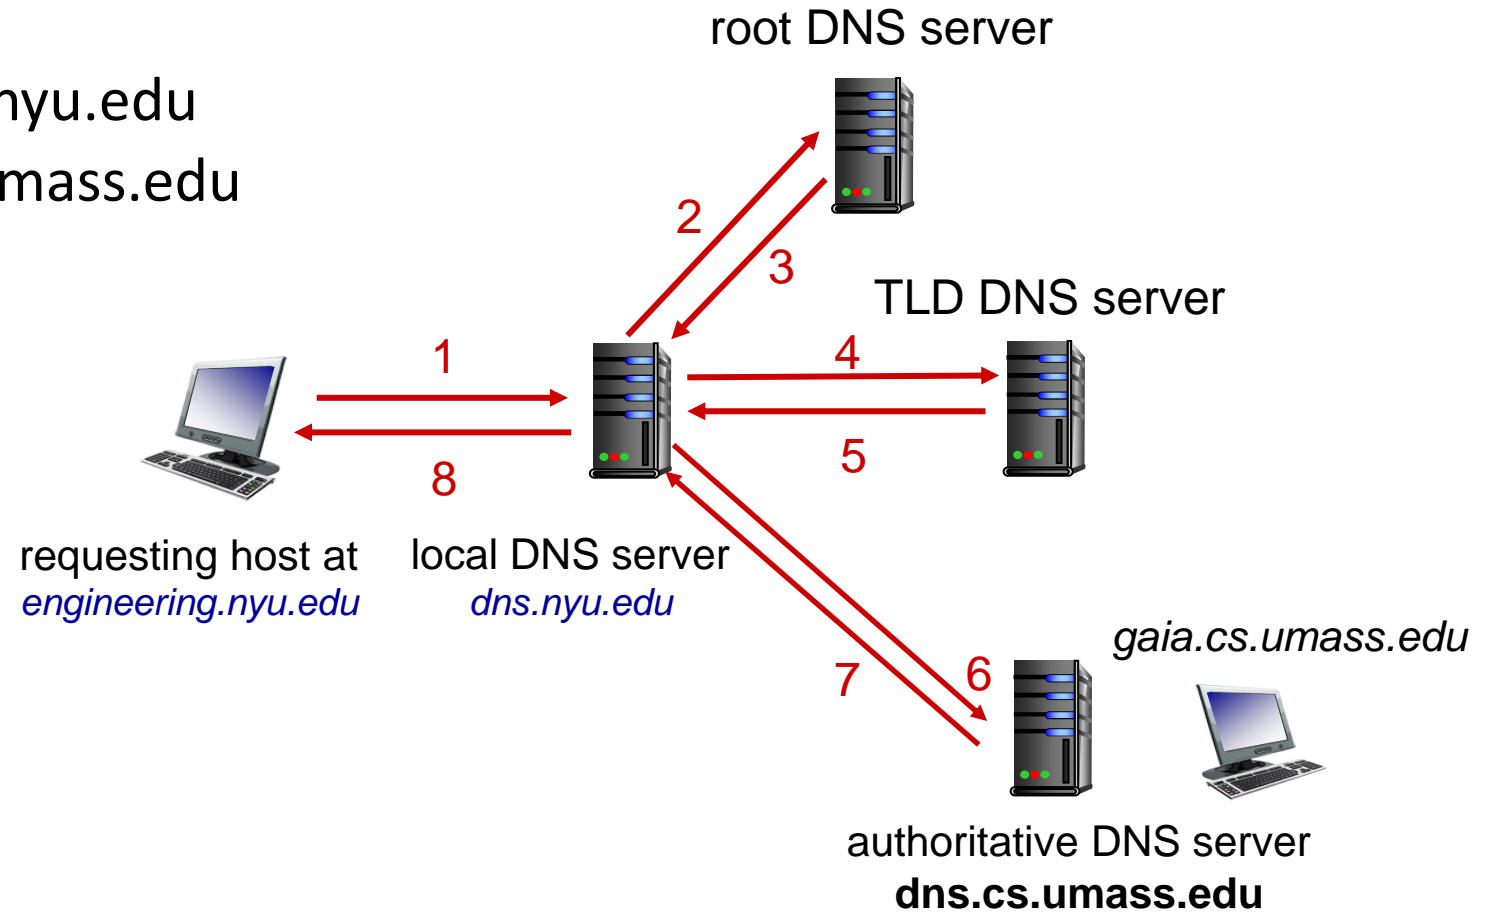 root DNS server
nyu.edu
mass.edu
2
3
TLD DNS server
1
4
5
8
requesting host at
engineering.nyu.edu
local DNS server
dns.nyu.edu
gaia.cs.umass.edu
6
7
authoritative DNS server
dns.cs.umass.edu